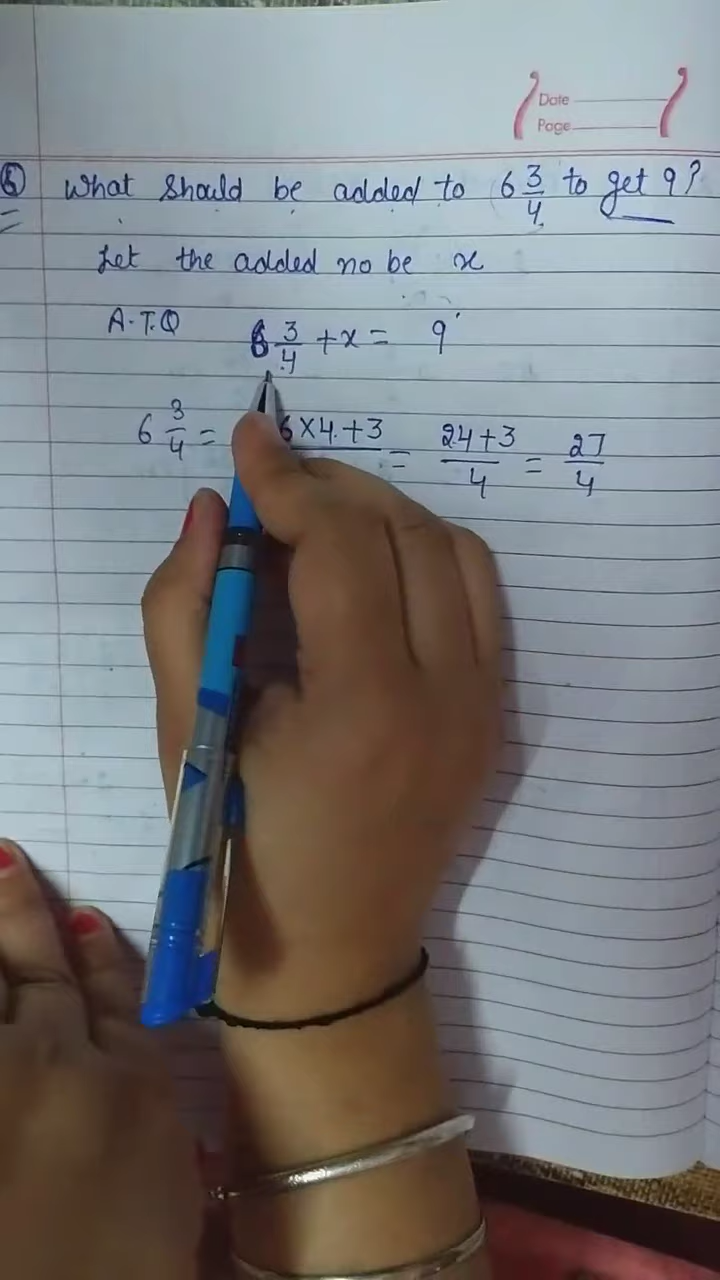 Date
Page
6 What should be added to 6 3/4 to get 9?
Let the added no be x
A.T.Q 6 3/4 + x = 9
6 3/4 = 6 × 4 + 3 = 24 + 3 / 4 = 27/4